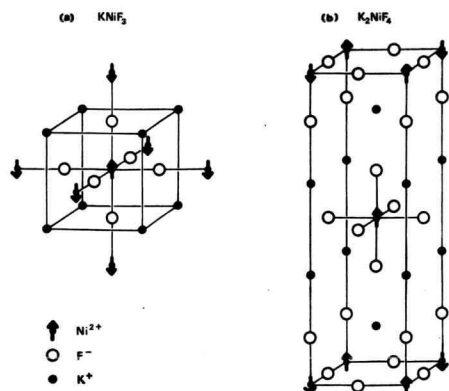 (a) KNiF₃
(b) K₂NiF₄
Ni²⁺
F⁻
K⁺